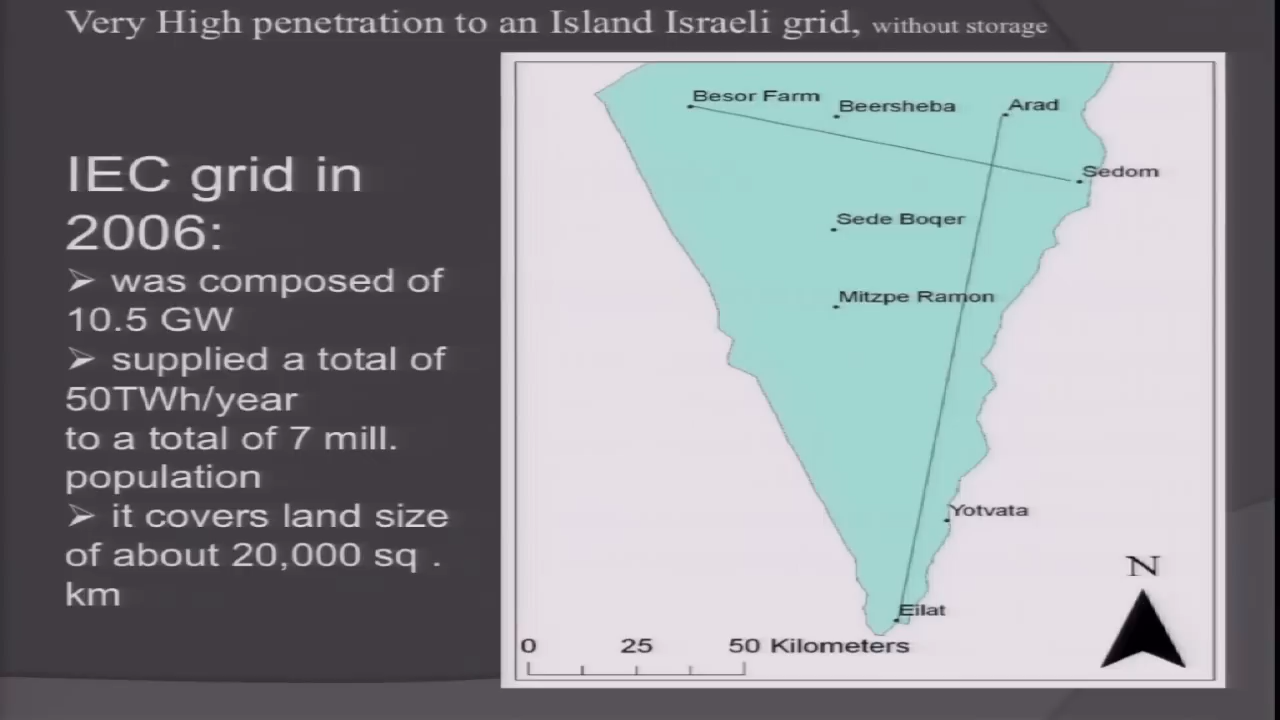 Very High penetration to an Island Israeli grid, without storage
IEC grid in
2006:
➢ was composed of
10.5 GW
➢ supplied a total of
50TWh/year
to a total of 7 mill.
population
➢ it covers land size
of about 20,000 sq .
km
Besor Farm
Beersheba
Arad
Sedom
Sede Boqer
Mitzpe Ramon
Yotvata
Eilat
N
0 25 50 Kilometers